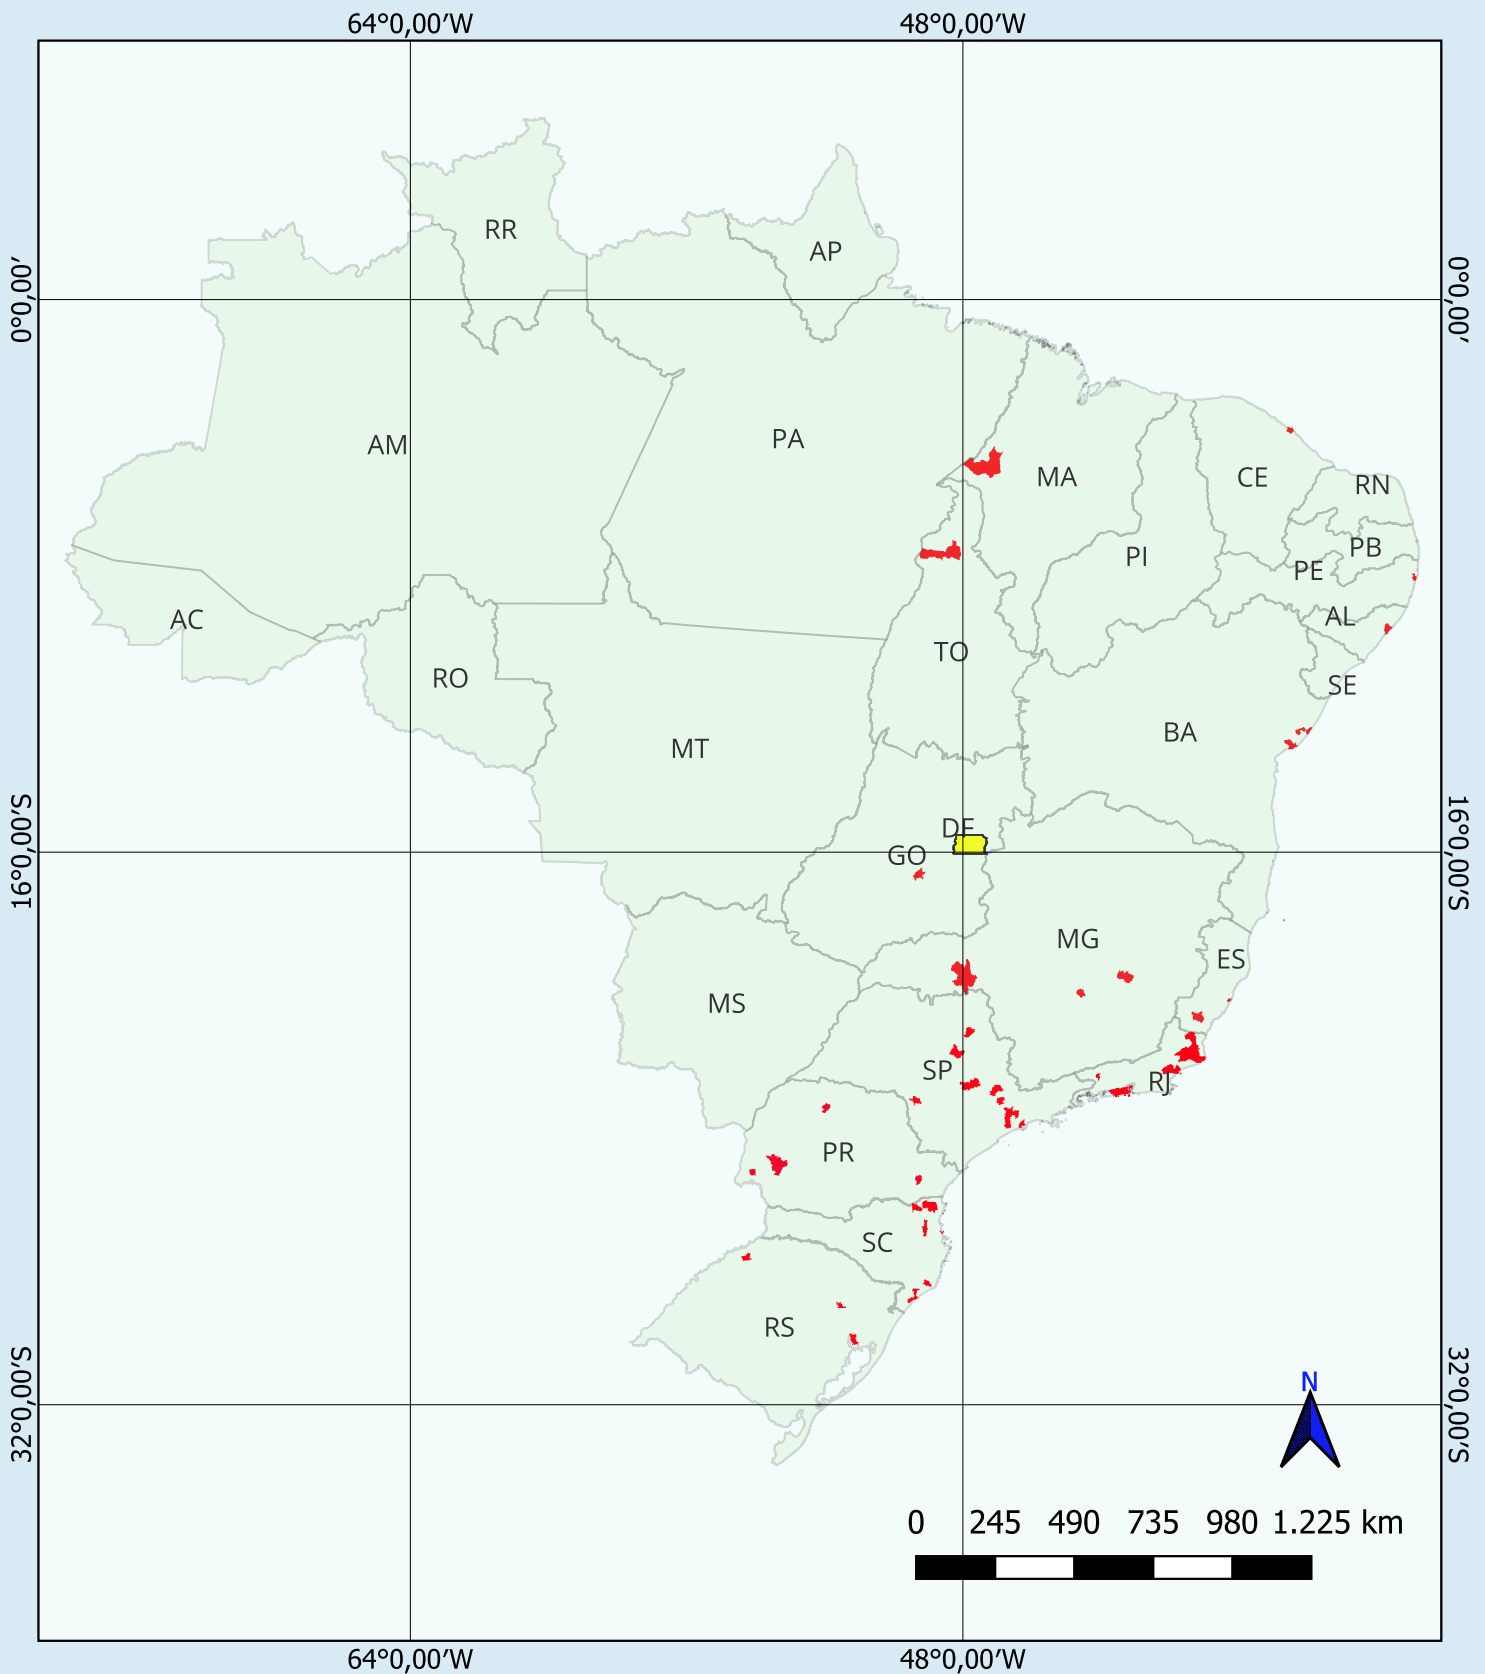 64°0,00′W 48°0,00′W
RR
AP
0°0,00′ 0°0,00′
AM PA MA CE RN
PI PE PB
AC TO AL
RO SE
MT BA
DF
GO
16°0,00′S 16°0,00′S
MG ES
MS
SP RJ
PR
SC
RS
32°0,00′S 32°0,00′S
N
0 245 490 735 980 1.225 km
64°0,00′W 48°0,00′W